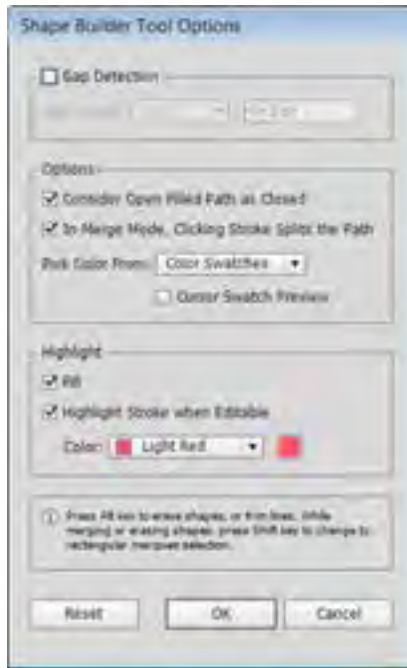 Shape Builder Tool Options
Gap Detection
Options
Consider Open Filled Path as Closed
In Merge Mode, Clicking Stroke Splits the Path
Pick Color From: Color Swatches
Cursor Swatch Preview
Highlight
Fill
Highlight Stroke when Editable
Color: Light Red
Press Alt key to erase shapes, or trim lines. While
merging or erasing shapes, press Shift key to change to
rectangular marquee selection.
Reset OK Cancel